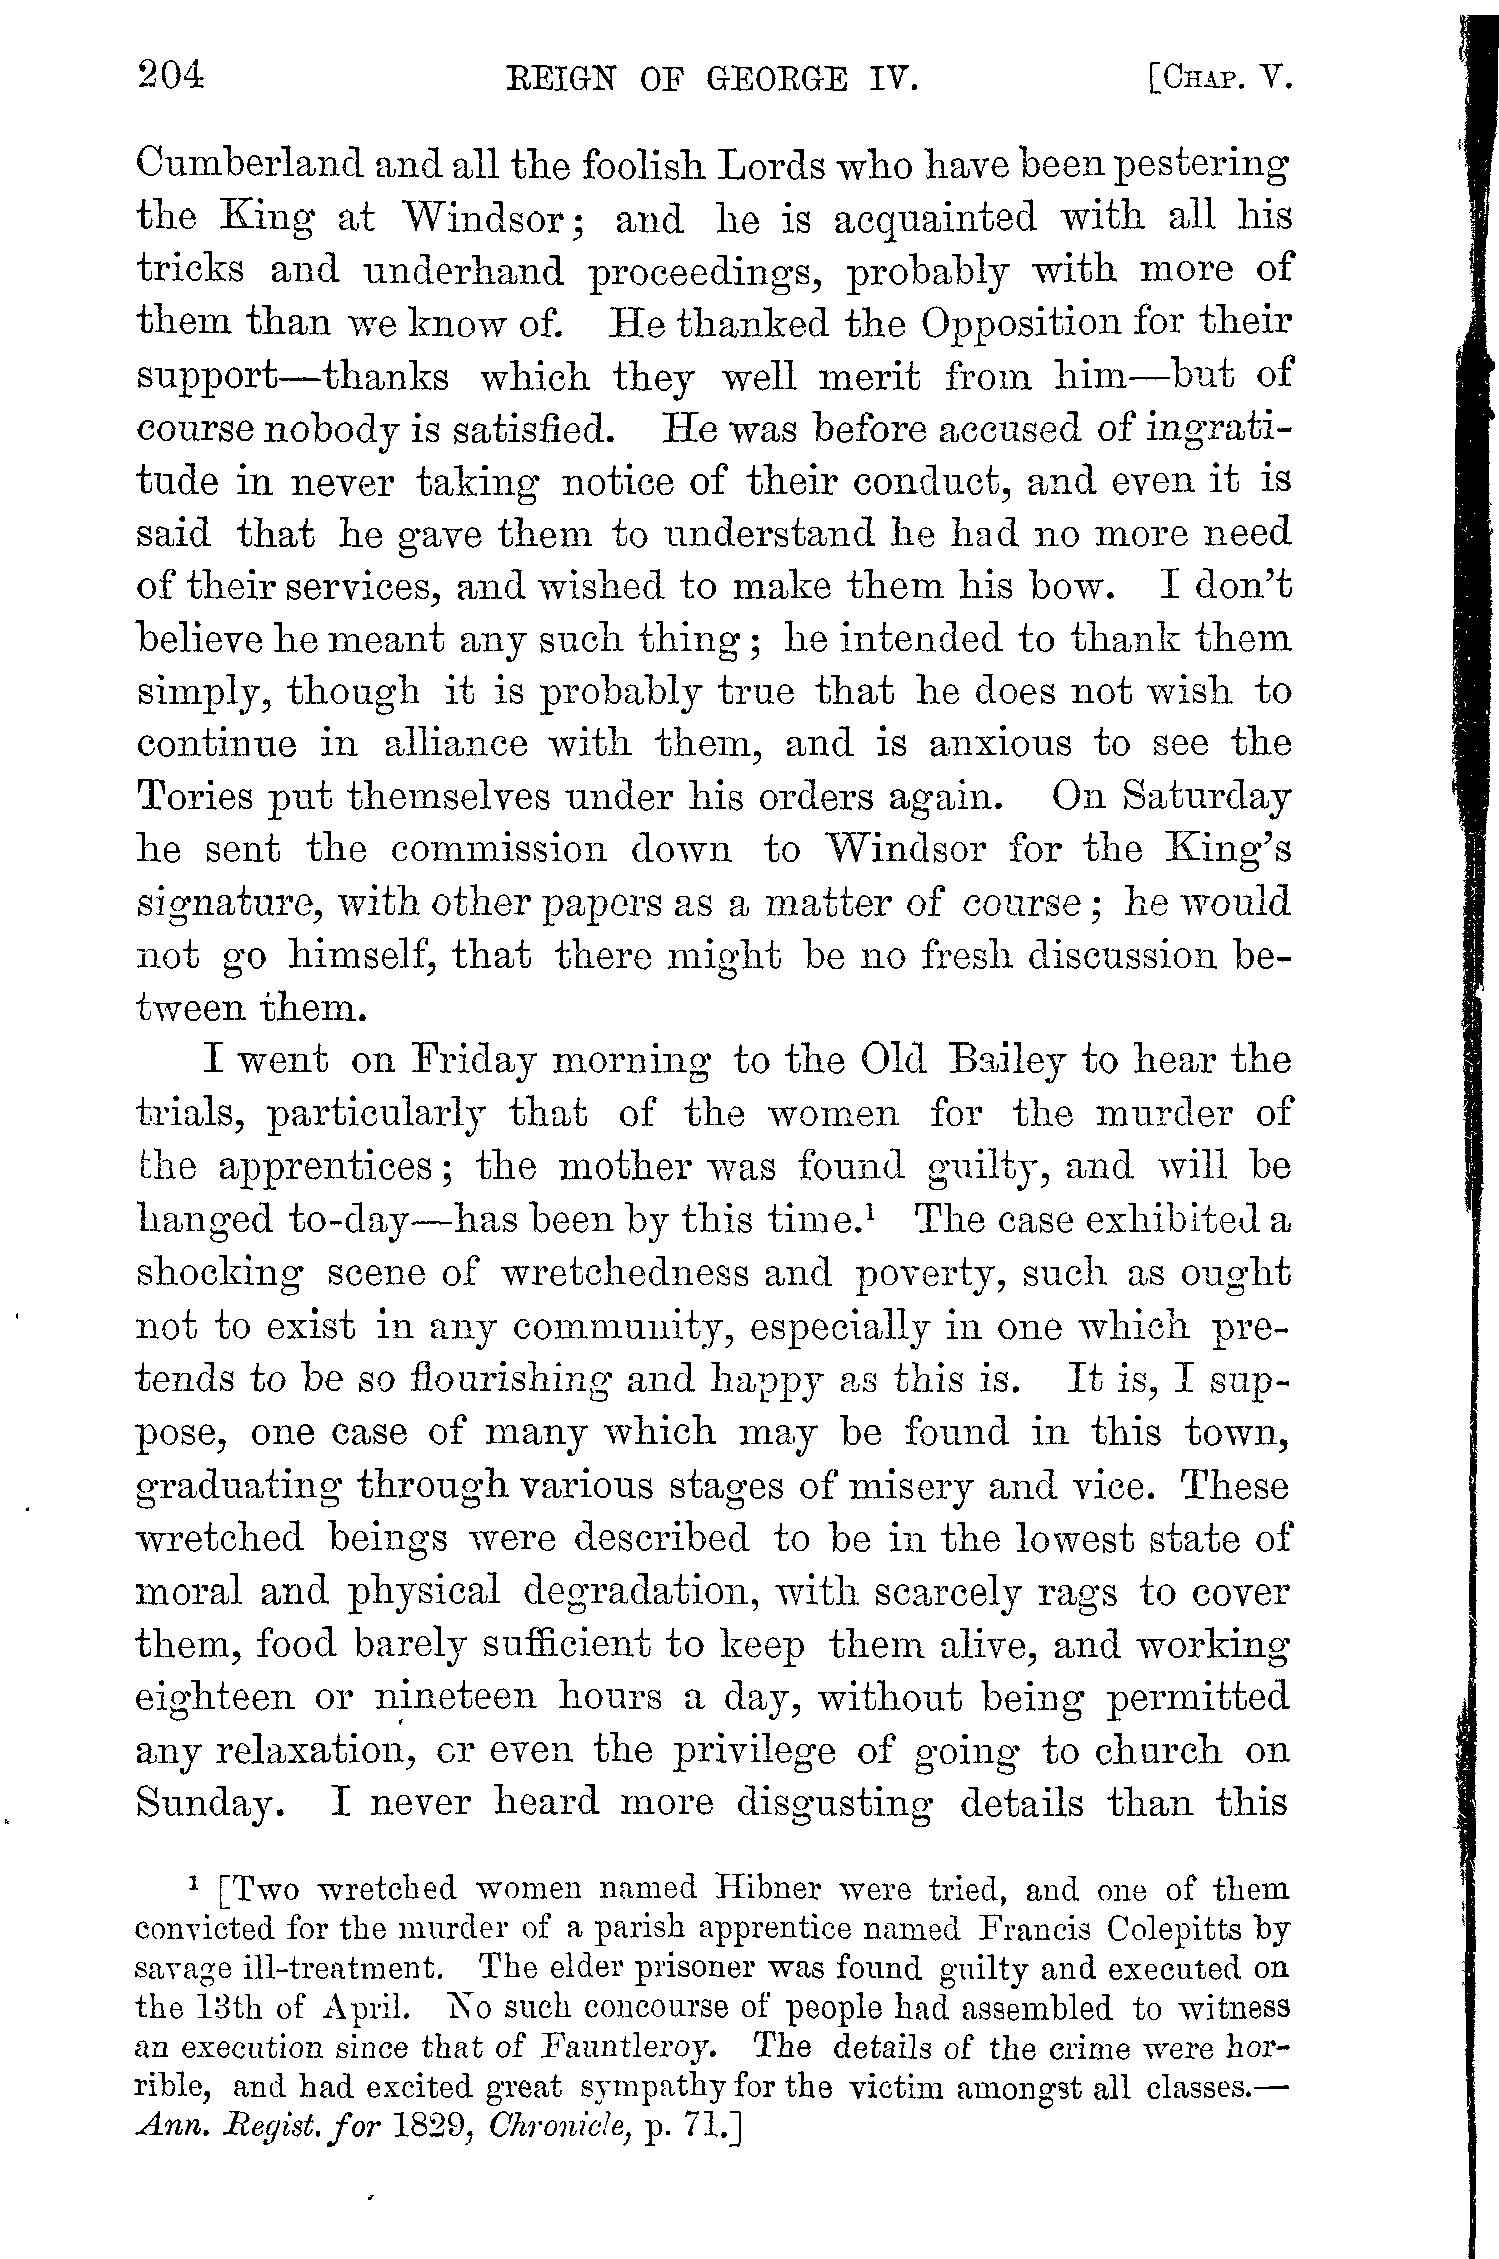 204 REIGN OF GEORGE IV. [CHAP. V.
Cumberland and all the foolish Lords who have been pestering
the King at Windsor; and he is acquainted with all his
tricks and underhand proceedings, probably with more of
them than we know of. He thanked the Opposition for their
support—thanks which they well merit from him—but of
course nobody is satisfied. He was before accused of ingrati-
tude in never taking notice of their conduct, and even it is
said that he gave them to understand he had no more need
of their services, and wished to make them his bow. I don't
believe he meant any such thing; he intended to thank them
simply, though it is probably true that he does not wish to
continue in alliance with them, and is anxious to see the
Tories put themselves under his orders again. On Saturday
he sent the commission down to Windsor for the King's
signature, with other papers as a matter of course; he would
not go himself, that there might be no fresh discussion be-
tween them.
I went on Friday morning to the Old Bailey to hear the
trials, particularly that of the women for the murder of
the apprentices; the mother was found guilty, and will be
hanged to-day—has been by this time.¹ The case exhibited a
shocking scene of wretchedness and poverty, such as ought
not to exist in any community, especially in one which pre-
tends to be so flourishing and happy as this is. It is, I sup-
pose, one case of many which may be found in this town,
graduating through various stages of misery and vice. These
wretched beings were described to be in the lowest state of
moral and physical degradation, with scarcely rags to cover
them, food barely sufficient to keep them alive, and working
eighteen or nineteen hours a day, without being permitted
any relaxation, or even the privilege of going to church on
Sunday. I never heard more disgusting details than this
¹ [Two wretched women named Hibner were tried, and one of them
convicted for the murder of a parish apprentice named Francis Colepitts by
savage ill-treatment. The elder prisoner was found guilty and executed on
the 13th of April. No such concourse of people had assembled to witness
an execution since that of Fauntleroy. The details of the crime were hor-
rible, and had excited great sympathy for the victim amongst all classes.—
Ann. Regist. for 1829, Chronicle, p. 71.]